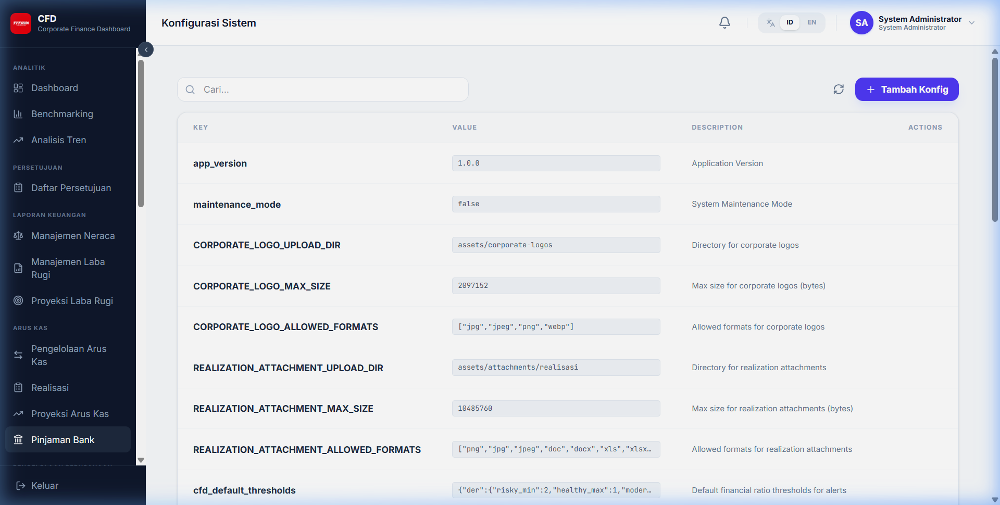 TITHIN
CFD
Corporate Finance Dashboard
Konfigurasi Sistem
ID
EN
SA
System Administrator
System Administrator
ANALITIK
Dashboard
Benchmarking
Analisis Tren
PERSETUJUAN
Daftar Persetujuan
LAPORAN KEUANGAN
Manajemen Neraca
Manajemen Laba
Rugi
Proyeksi Laba Rugi
ARUS KAS
Pengelolaan Arus
Kas
Realisasi
Proyeksi Arus Kas
Pinjaman Bank
Keluar
Cari...
Tambah Konfig
KEY VALUE DESCRIPTION ACTIONS
app_version 1.0.0 Application Version
maintenance_mode false System Maintenance Mode
CORPORATE_LOGO_UPLOAD_DIR assets/corporate-logos Directory for corporate logos
CORPORATE_LOGO_MAX_SIZE 2097152 Max size for corporate logos (bytes)
CORPORATE_LOGO_ALLOWED_FORMATS ["jpg","jpeg","png","webp"] Allowed formats for corporate logos
REALIZATION_ATTACHMENT_UPLOAD_DIR assets/attachments/realisasi Directory for realization attachments
REALIZATION_ATTACHMENT_MAX_SIZE 10485760 Max size for realization attachments (bytes)
REALIZATION_ATTACHMENT_ALLOWED_FORMATS ["png","jpg","jpeg","doc","docx","xls","xlsx… Allowed formats for realization attachments
cfd_default_thresholds {"der":{"risky_min":2,"healthy_max":1,"moder… Default financial ratio thresholds for alerts